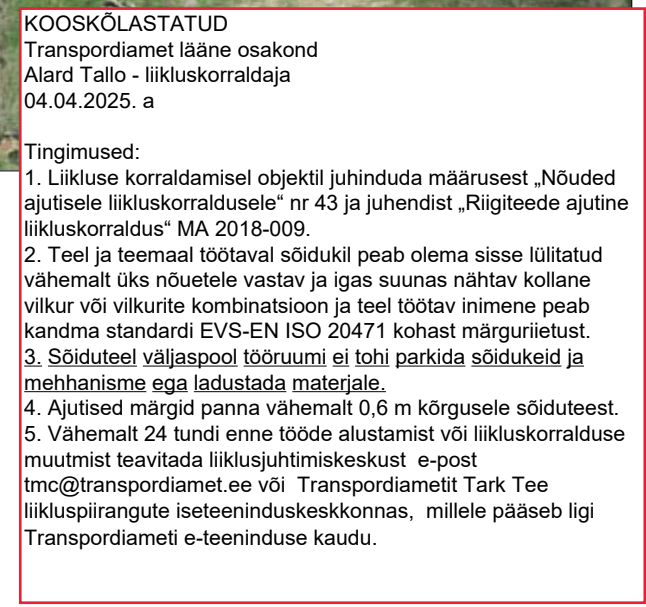 KOOSKÕLASTATUD
Transpordiamet lääne osakond
Alard Tallo - liikluskorraldaja
04.04.2025. a
Tingimused:
1. Liikluse korraldamisel objektil juhinduda määrusest „Nõuded
ajutisele liikluskorraldusele“ nr 43 ja juhendist „Riigiteede ajutine
liikluskorraldus“ MA 2018-009.
2. Teel ja teemaal töötaval sõidukil peab olema sisse lülitatud
vähemalt üks nõuetele vastav ja igas suunas nähtav kollane
vilkur või vilkurite kombinatsioon ja teel töötav inimene peab
kandma standardi EVS-EN ISO 20471 kohast märguriietust.
3. Sõiduteel väljaspool tööruumi ei tohi parkida sõidukeid ja
mehhanisme ega ladustada materjale.
4. Ajutised märgid panna vähemalt 0,6 m kõrgusele sõiduteest.
5. Vähemalt 24 tundi enne tööde alustamist või liikluskorralduse
muutmist teavitada liiklusjuhtimiskeskust  e-post
tmc@transpordiamet.ee või  Transpordiametit Tark Tee
liikluspiirangute iseteeninduskeskkonnas,  millele pääseb ligi
Transpordiameti e-teeninduse kaudu.